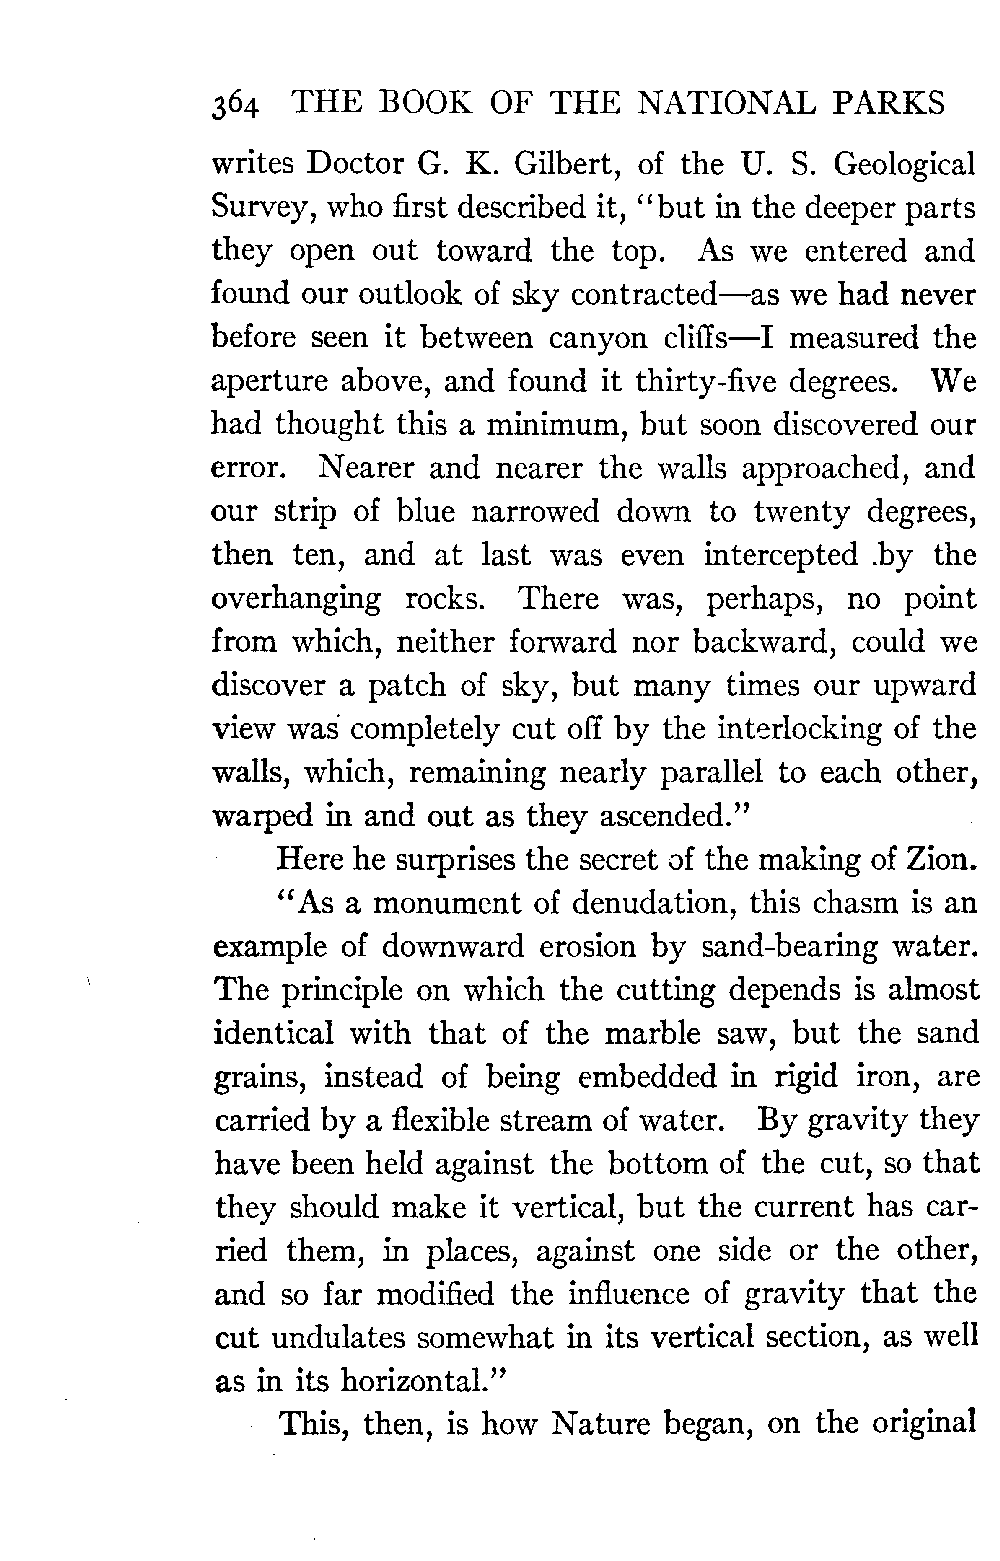 364 THE BOOK OF THE NATIONAL PARKS
writes Doctor G. K. Gilbert, of the U. S. Geological
Survey, who first described it, "but in the deeper parts
they open out toward the top. As we entered and
found our outlook of sky contracted—as we had never
before seen it between canyon cliffs—I measured the
aperture above, and found it thirty-five degrees. We
had thought this a minimum, but soon discovered our
error. Nearer and nearer the walls approached, and
our strip of blue narrowed down to twenty degrees,
then ten, and at last was even intercepted by the
overhanging rocks. There was, perhaps, no point
from which, neither forward nor backward, could we
discover a patch of sky, but many times our upward
view was completely cut off by the interlocking of the
walls, which, remaining nearly parallel to each other,
warped in and out as they ascended."
Here he surprises the secret of the making of Zion.
"As a monument of denudation, this chasm is an
example of downward erosion by sand-bearing water.
The principle on which the cutting depends is almost
identical with that of the marble saw, but the sand
grains, instead of being embedded in rigid iron, are
carried by a flexible stream of water. By gravity they
have been held against the bottom of the cut, so that
they should make it vertical, but the current has car-
ried them, in places, against one side or the other,
and so far modified the influence of gravity that the
cut undulates somewhat in its vertical section, as well
as in its horizontal."
This, then, is how Nature began, on the original